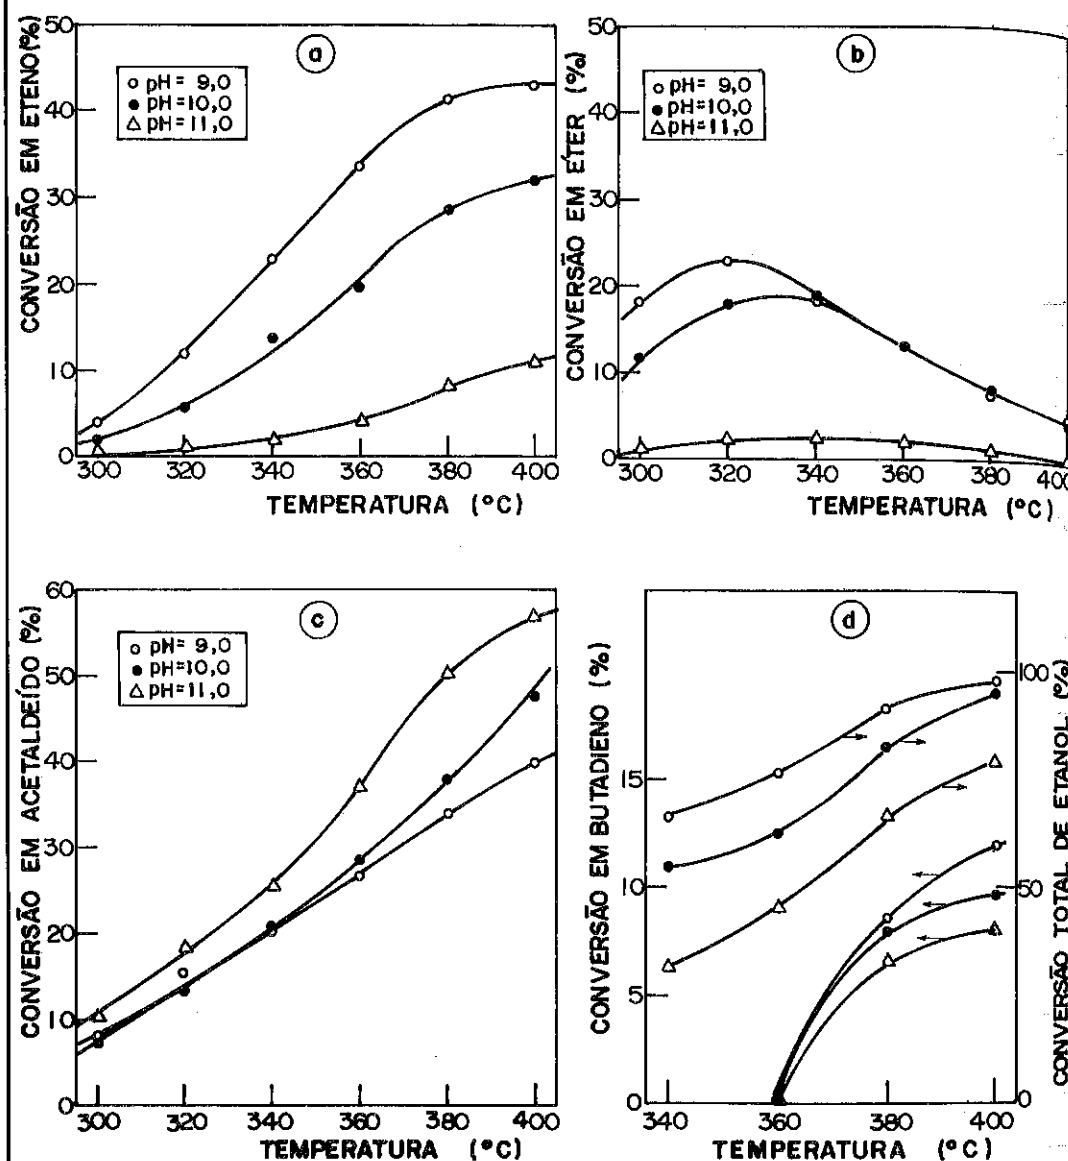 a
CONVERSÃO EM ETENO(%)
50
40
30
20
10
0
pH= 9,0
pH=10,0
pH=11,0
300 320 340 360 380 400
TEMPERATURA (°C)
b
CONVERSÃO EM ÉTER (%)
50
40
30
20
10
0
pH= 9,0
pH=10,0
pH=11,0
300 320 340 360 380 400
TEMPERATURA (°C)
c
CONVERSÃO EM ACETALDEÍDO (%)
60
50
40
30
20
10
0
pH= 9,0
pH=10,0
pH=11,0
300 320 340 360 380 400
TEMPERATURA (°C)
d
CONVERSÃO EM BUTADIENO (%)
15
10
5
0
100
50
0
CONVERSÃO TOTAL DE ETANOL (%)
340 360 380 400
TEMPERATURA (°C)